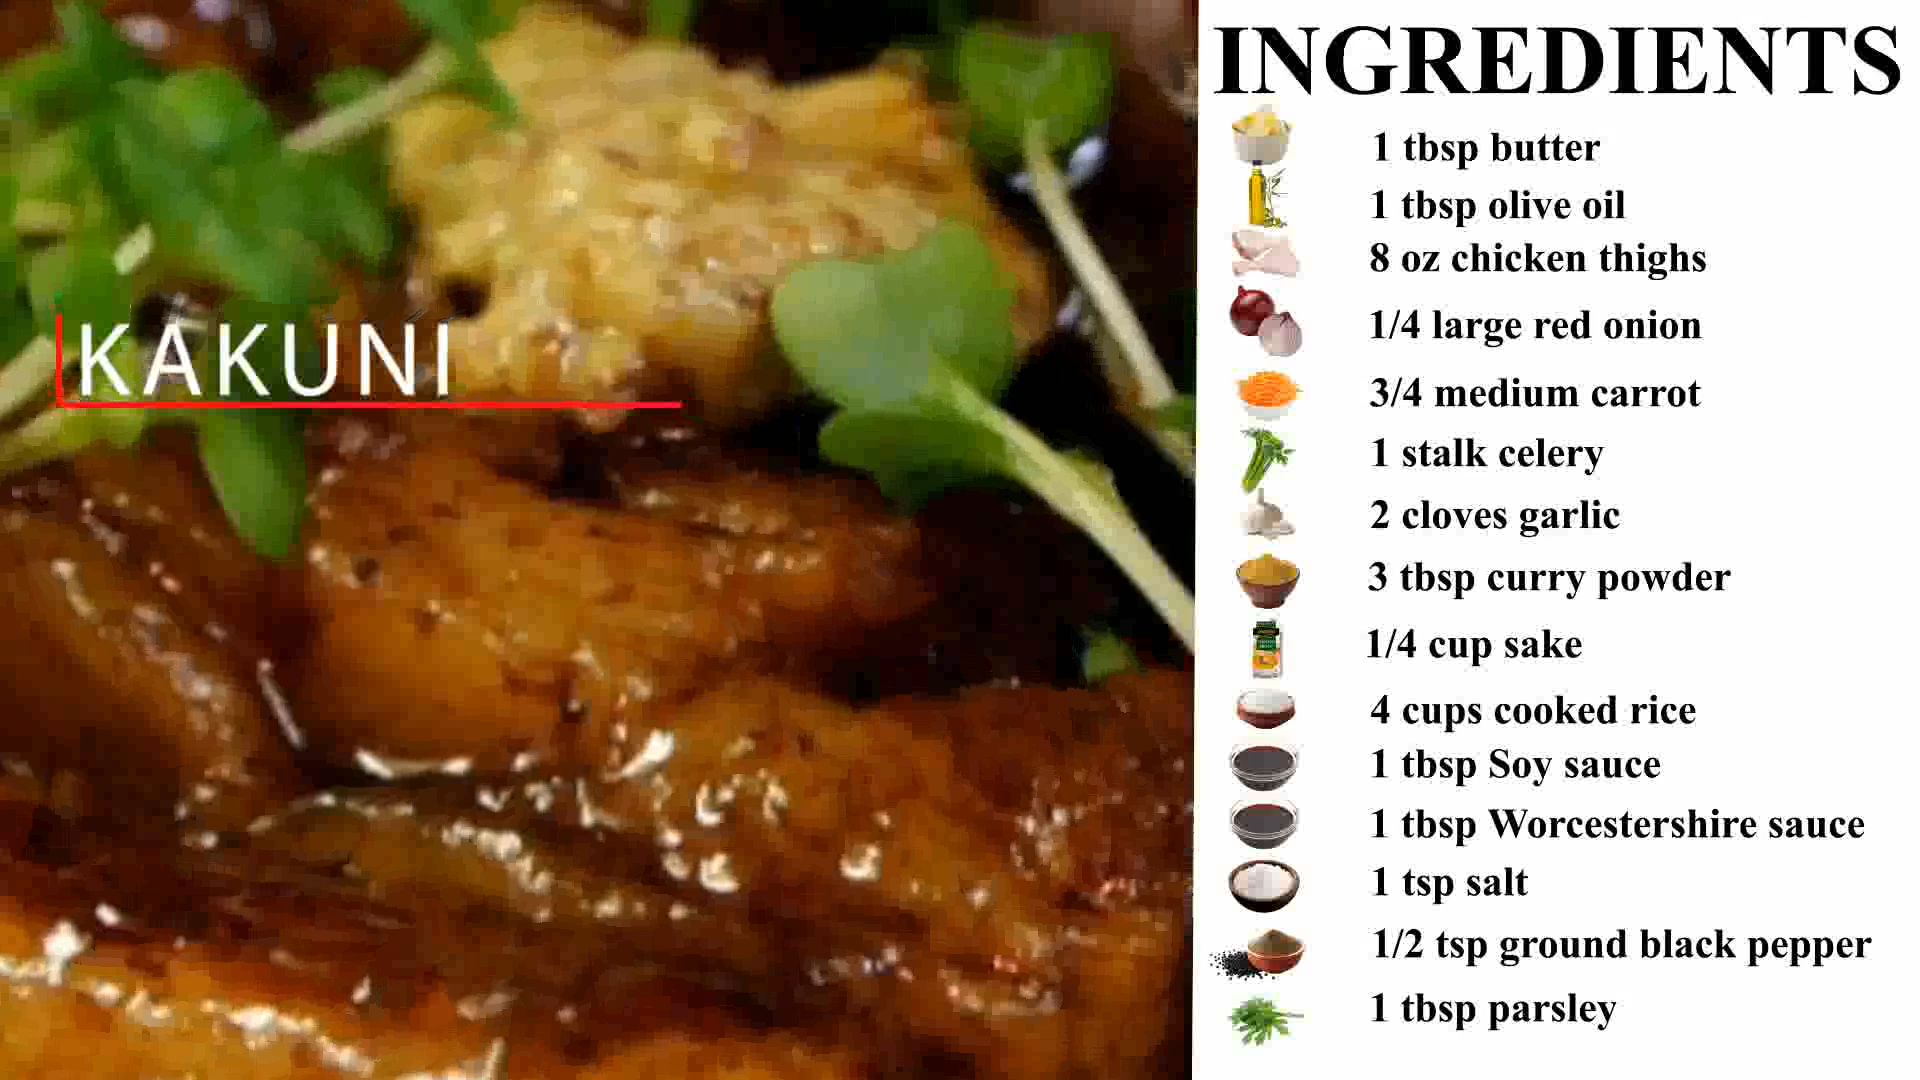 KAKUNI
INGREDIENTS
1 tbsp butter
1 tbsp olive oil
8 oz chicken thighs
1/4 large red onion
3/4 medium carrot
1 stalk celery
2 cloves garlic
3 tbsp curry powder
1/4 cup sake
4 cups cooked rice
1 tbsp Soy sauce
1 tbsp Worcestershire sauce
1 tsp salt
1/2 tsp ground black pepper
1 tbsp parsley